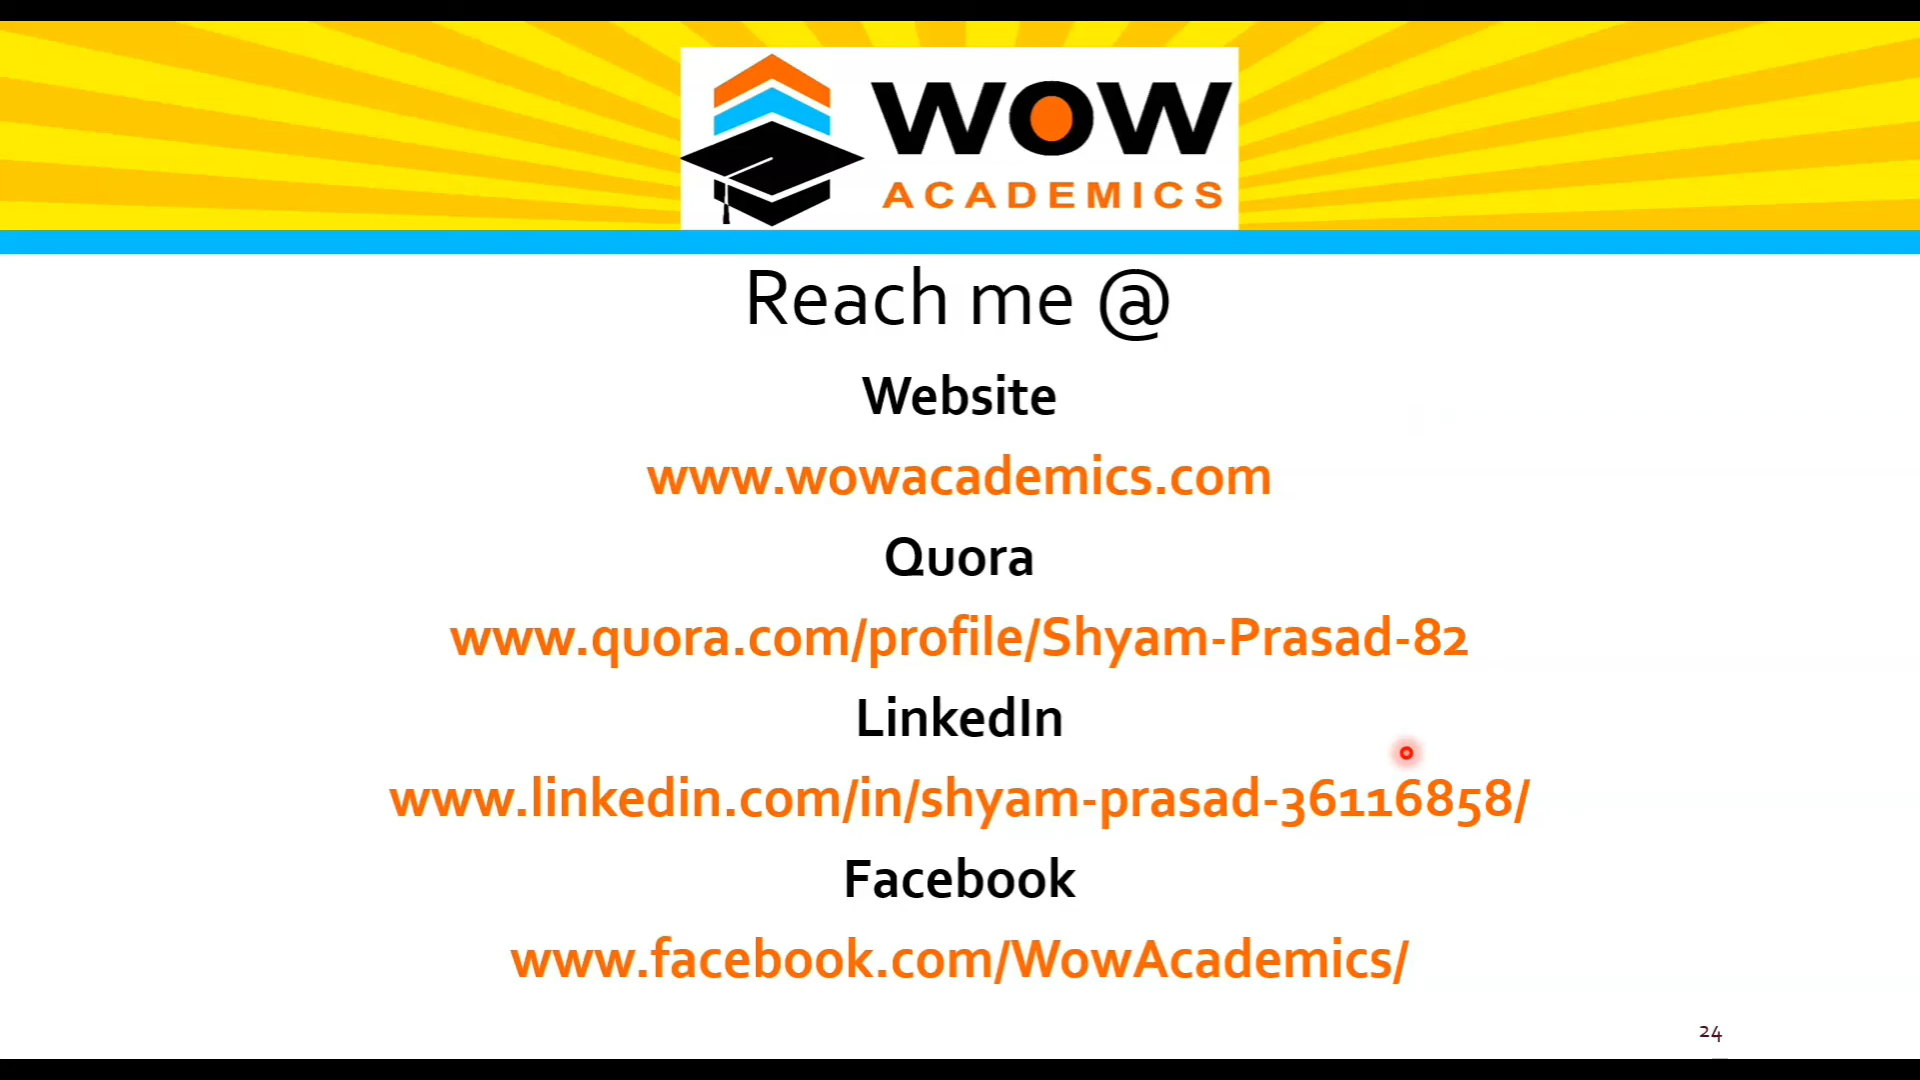 WOW
ACADEMICS
Reach me @
Website
www.wowacademics.com
Quora
www.quora.com/profile/Shyam-Prasad-82
LinkedIn
www.linkedin.com/in/shyam-prasad-36116858/
Facebook
www.facebook.com/WowAcademics/
24